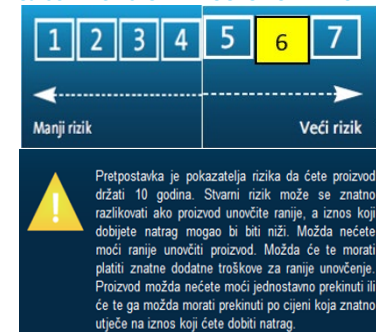 1 2 3 4 5 6 7
Manji rizik Veći rizik
Pretpostavka je pokazatelja rizika da ćete proizvod
držati 10 godina. Stvarni rizik može se znatno
razlikovati ako proizvod unovčite ranije, a iznos koji
dobijete natrag mogao bi biti niži. Možda nećete
moći ranije unovčiti proizvod. Možda će te morati
platiti znatne dodatne troškove za ranije unovčenje.
Proizvod možda nećete moći jednostavno prekinuti ili
će te ga možda morati prekinuti po cijeni koja znatno
utječe na iznos koji ćete dobiti natrag.